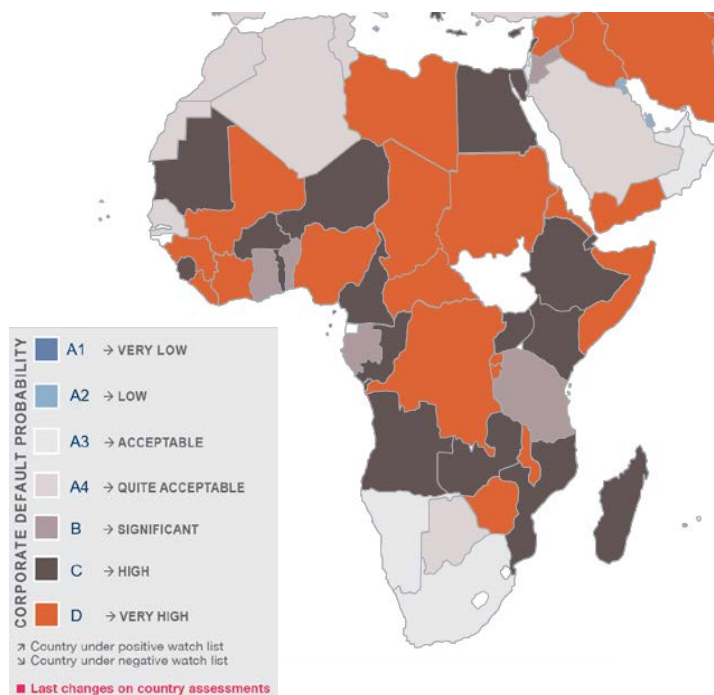 CORPORATE DEFAULT PROBABILITY
A1 → VERY LOW
A2 → LOW
A3 → ACCEPTABLE
A4 → QUITE ACCEPTABLE
B → SIGNIFICANT
C → HIGH
D → VERY HIGH
↗ Country under positive watch list
↘ Country under negative watch list
■ Last changes on country assessments